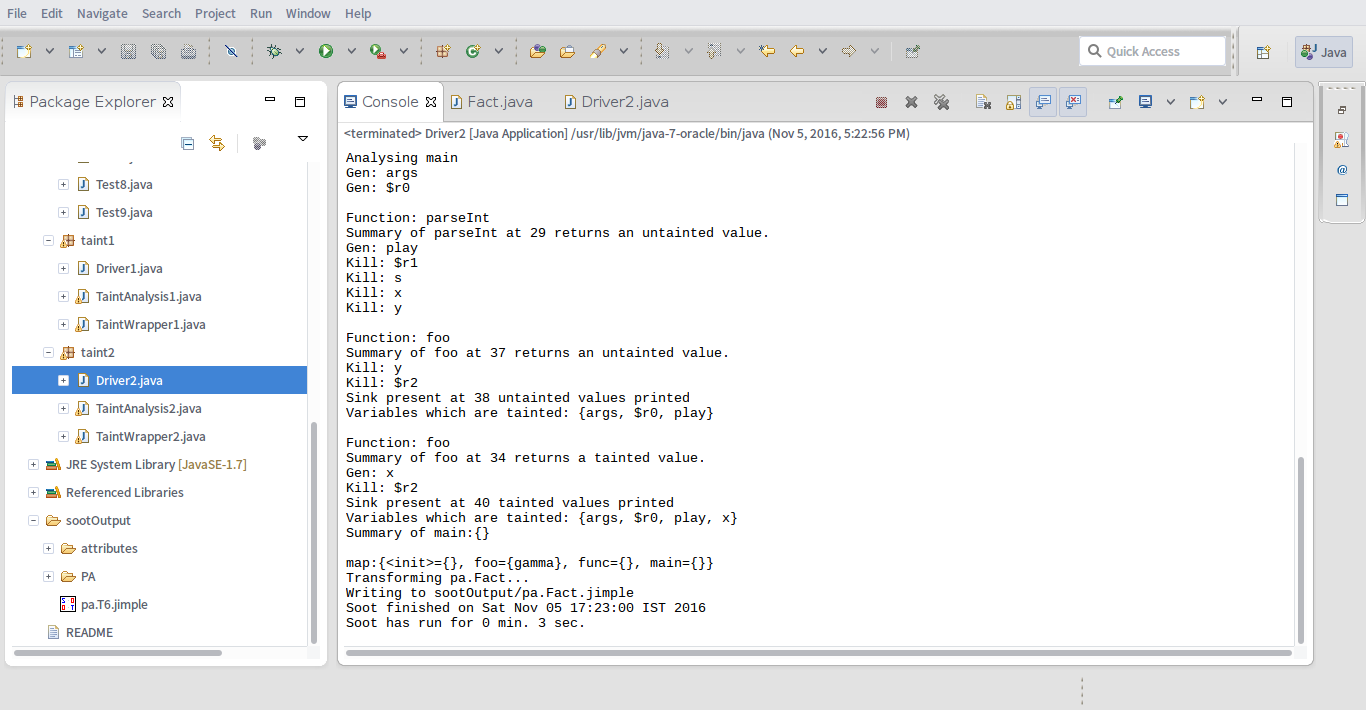 File Edit Navigate Search Project Run Window Help
Quick Access
Java
Package Explorer
Test8.java
Test9.java
taint1
Driver1.java
TaintAnalysis1.java
TaintWrapper1.java
taint2
Driver2.java
TaintAnalysis2.java
TaintWrapper2.java
JRE System Library [JavaSE-1.7]
Referenced Libraries
sootOutput
attributes
PA
pa.T6.jimple
README
Console Fact.java Driver2.java
<terminated> Driver2 [Java Application] /usr/lib/jvm/java-7-oracle/bin/java (Nov 5, 2016, 5:22:56 PM)
Analysing main
Gen: args
Gen: $r0
Function: parseInt
Summary of parseInt at 29 returns an untainted value.
Gen: play
Kill: $r1
Kill: s
Kill: x
Kill: y
Function: foo
Summary of foo at 37 returns an untainted value.
Kill: y
Kill: $r2
Sink present at 38 untainted values printed
Variables which are tainted: {args, $r0, play}
Function: foo
Summary of foo at 34 returns a tainted value.
Gen: x
Kill: $r2
Sink present at 40 tainted values printed
Variables which are tainted: {args, $r0, play, x}
Summary of main:{}
map:{<init>={}, foo={gamma}, func={}, main={}}
Transforming pa.Fact...
Writing to sootOutput/pa.Fact.jimple
Soot finished on Sat Nov 05 17:23:00 IST 2016
Soot has run for 0 min. 3 sec.